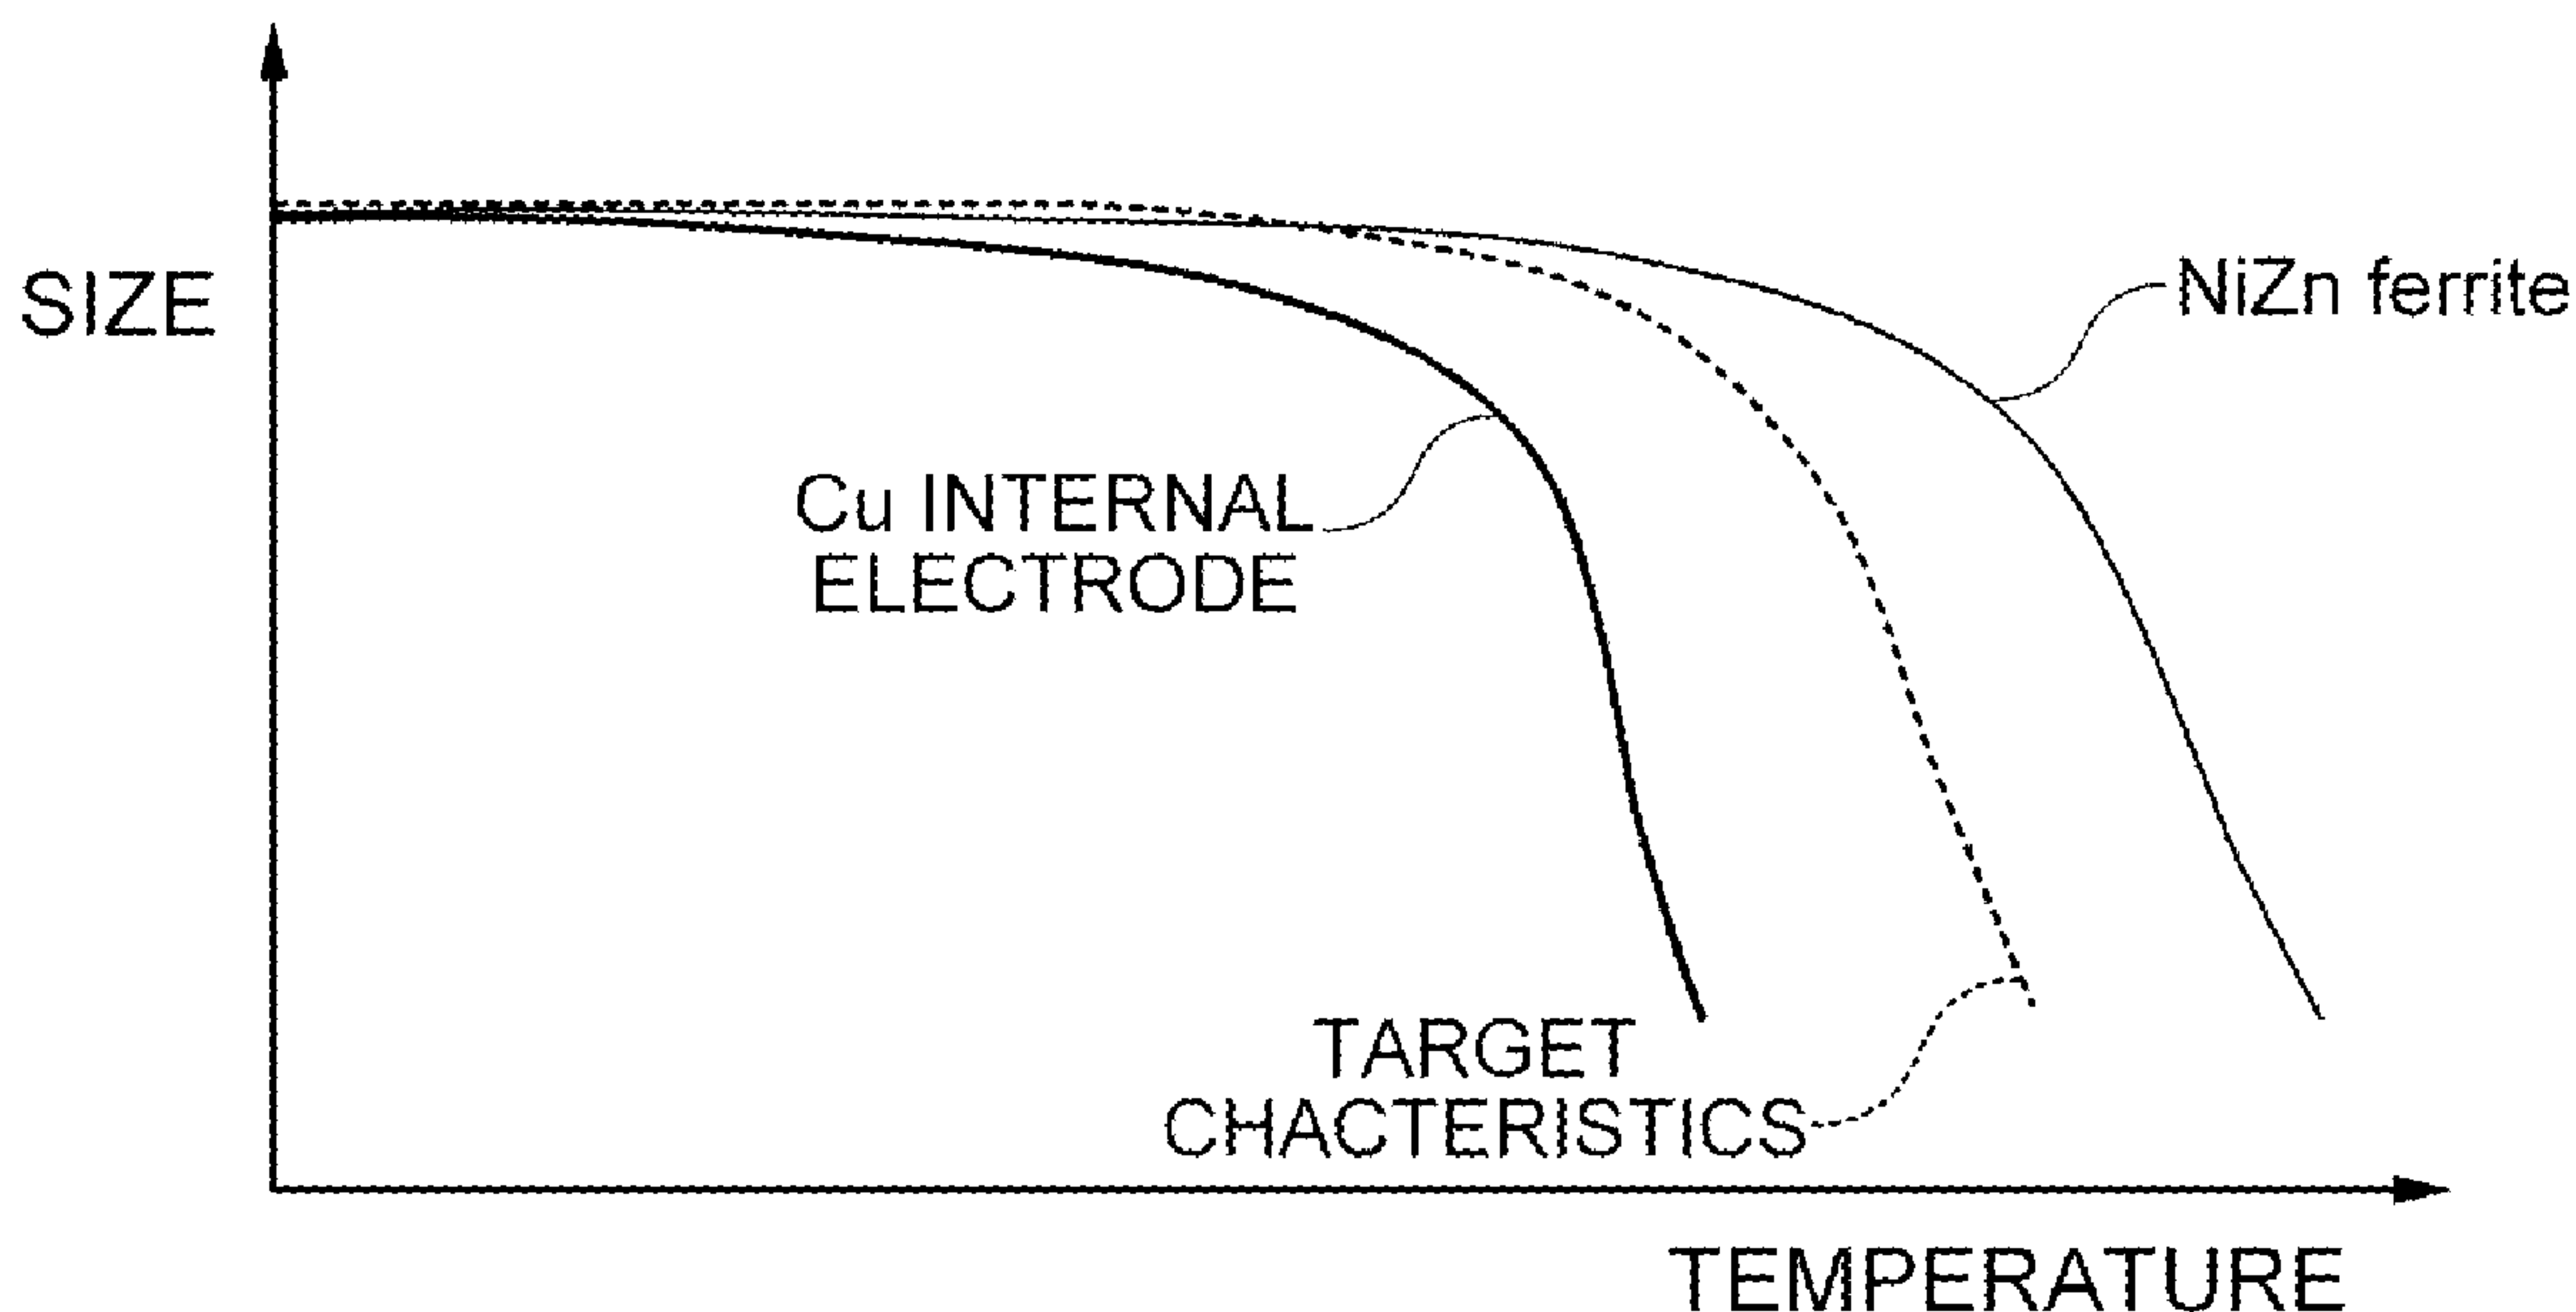 SIZE
NiZn ferrite
Cu INTERNAL
ELECTRODE
TARGET
CHACTERISTICS
TEMPERATURE